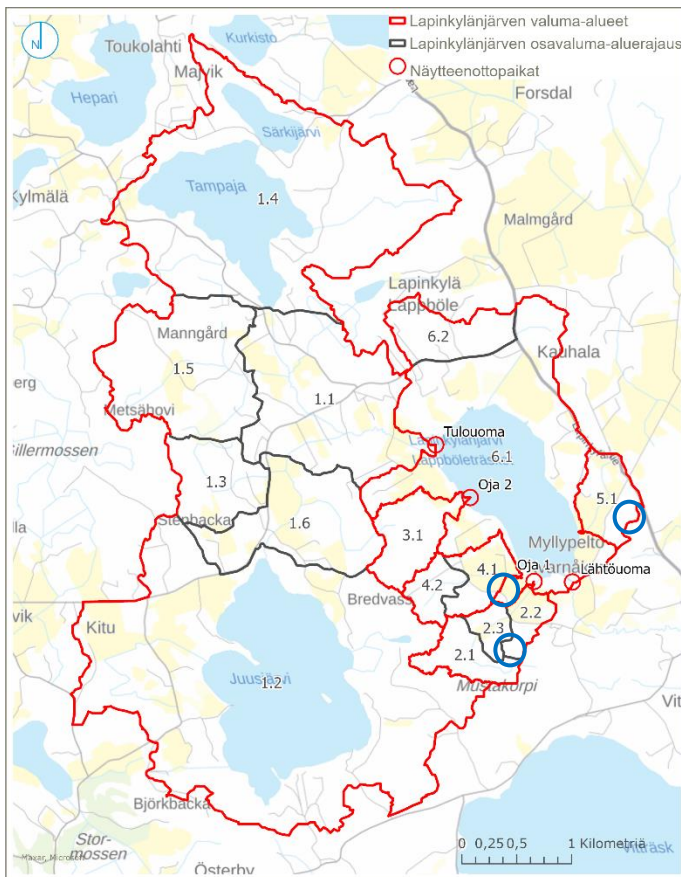 N
Lapinkylänjärven valuma-alueet
Lapinkylänjärven osavaluma-aluerajaus
Näytteenottopaikat
Toukolahti
Kurkisto
Majvik
Hepari
Forsdal
Särkijärvi
Kylmälä
Tampaja
1.4
Malmgård
Lapinkylä
Lappböle
6.2
Manngård
Kauhala
1.5
1.1
erg
Metsähovi
Tulouoma
Lapinkylänjärvi
6.1
Lappböleträsket
Oja 2
1.3
5.1
Stenbacka
1.6
3.1
Myllypelto
4.1
Oja 1
Lähtöuoma
4.2
Bredvass
2.2
vik
Kitu
2.3
2.1
Juusjärvi
1.2
Mustakorpi
Vit
Björkbacka
Stor-
mossen
0 0,25 0,5 1 Kilometriä
Vitträsk
Österby